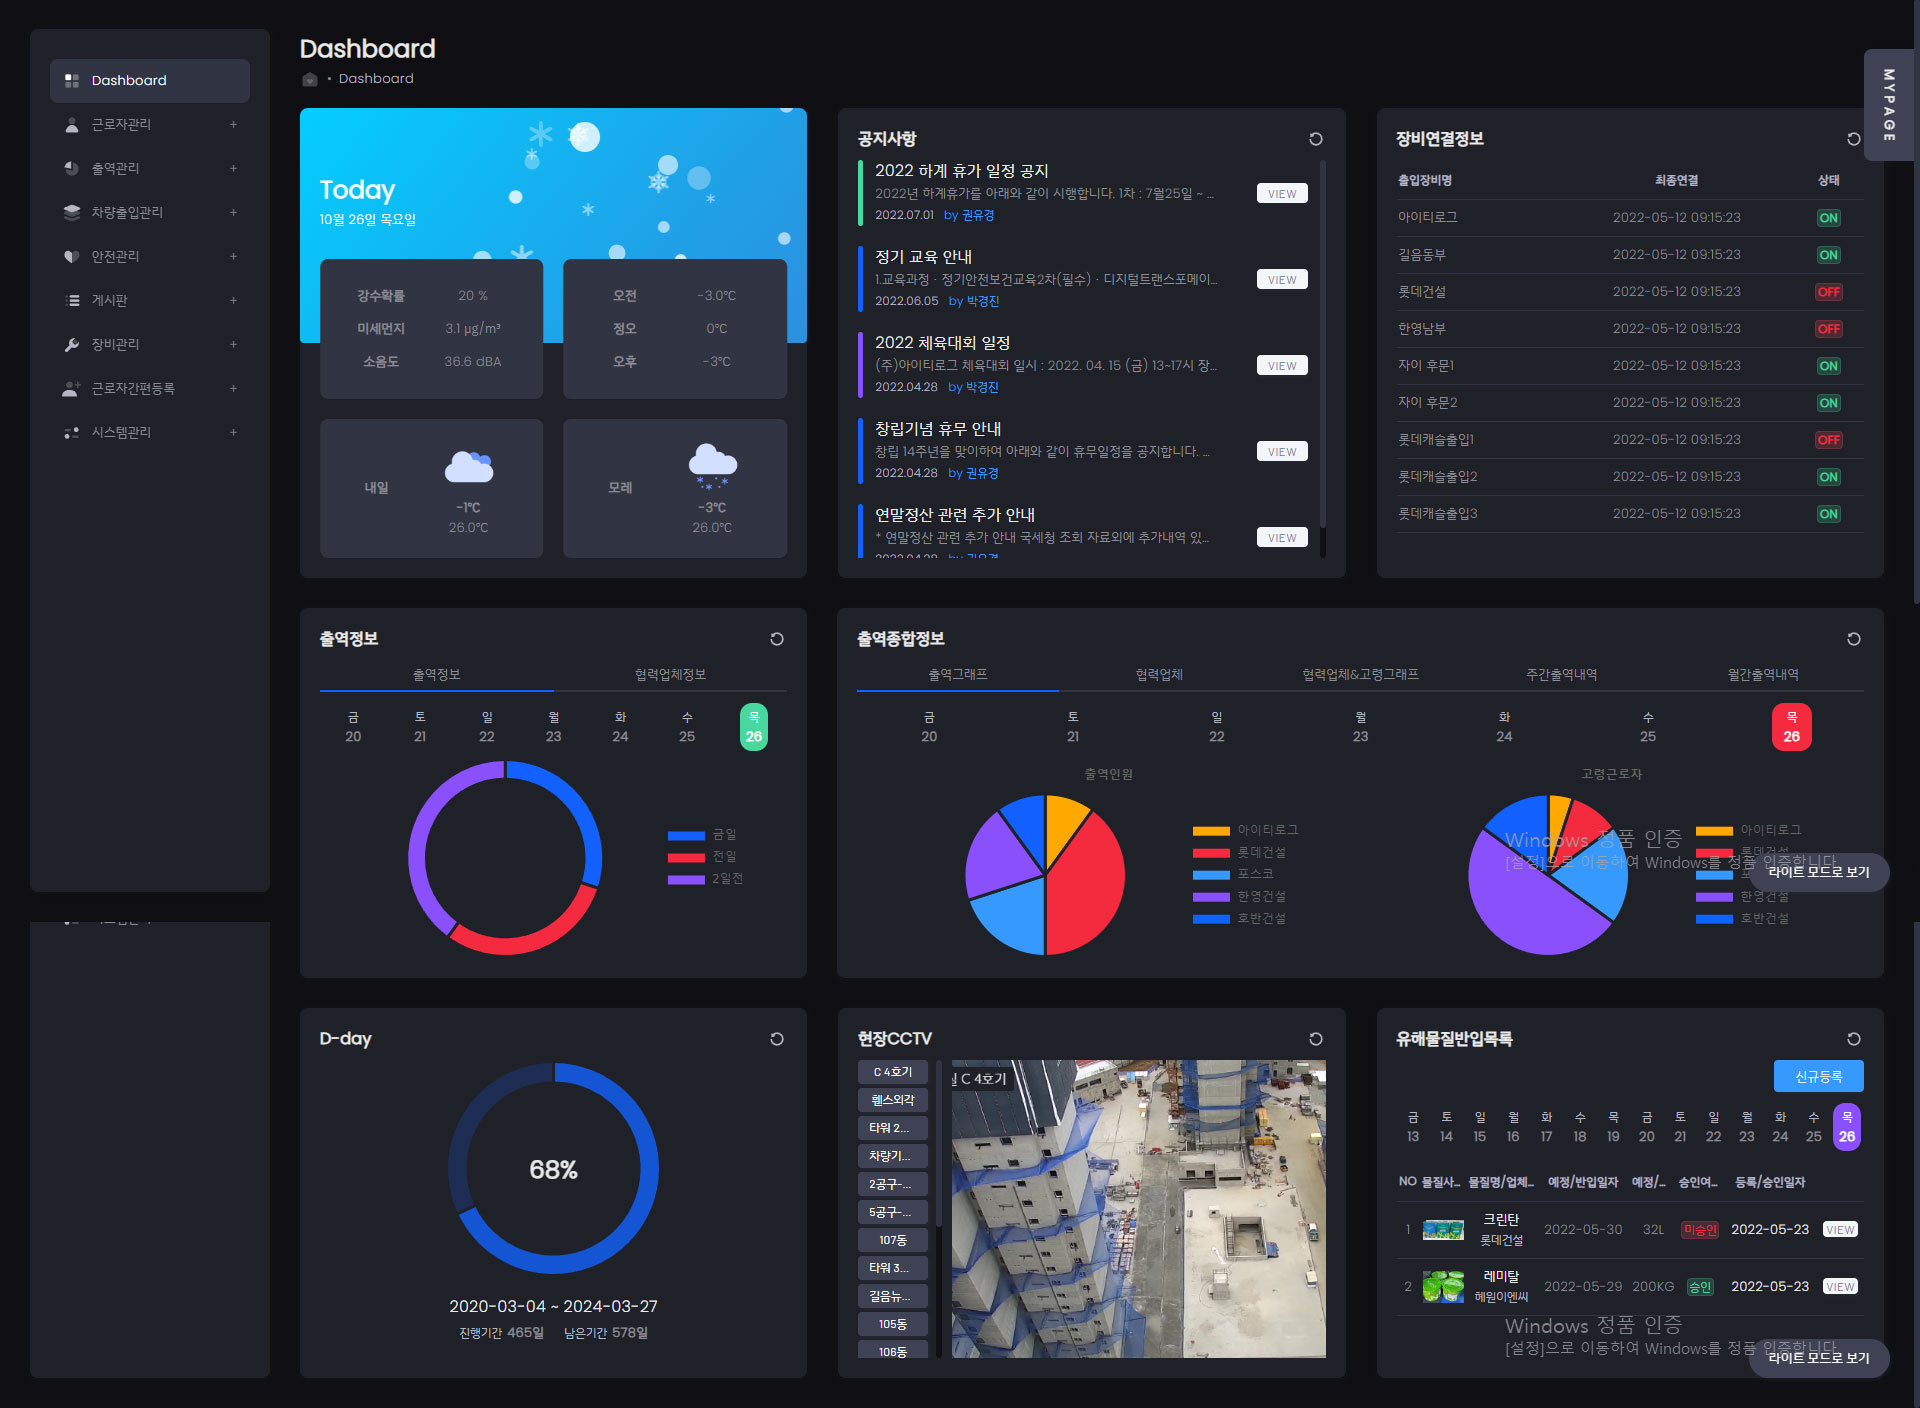 Dashboard
근로자관리 +
출역관리 +
차량출입관리 +
안전관리 +
게시판 +
장비관리 +
근로자간편등록 +
시스템관리 +
Dashboard
• Dashboard
MYPAGE
Today
10월 26일 목요일
강수확률 20 %
미세먼지 3.1 µg/m³
소음도 36.6 dBA
오전 -3.0℃
정오 0℃
오후 -3℃
내일
-1℃
26.0℃
모레
-3℃
26.0℃
공지사항
2022 하계 휴가 일정 공지
2022년 하계휴가를 아래와 같이 시행합니다. 1차 : 7월25일 ~ ...
2022.07.01 by 권유경
VIEW
정기 교육 안내
1.교육과정 · 정기안전보건교육2차(필수) · 디지털트랜스포메이...
2022.06.05 by 박경진
VIEW
2022 체육대회 일정
(주)아이티로그 체육대회 일시 : 2022. 04. 15 (금) 13~17시 장...
2022.04.28 by 박경진
VIEW
창립기념 휴무 안내
창립 14주년을 맞이하여 아래와 같이 휴무일정을 공지합니다. ...
2022.04.28 by 권유경
VIEW
연말정산 관련 추가 안내
* 연말정산 관련 추가 안내 국세청 조회 자료외에 추가내역 있...
2022.04.28 by 권유경
VIEW
장비연결정보
출입장비명 최종연결 상태
아이티로그 2022-05-12 09:15:23 ON
길음동부 2022-05-12 09:15:23 ON
롯데건설 2022-05-12 09:15:23 OFF
한영남부 2022-05-12 09:15:23 OFF
자이 후문1 2022-05-12 09:15:23 ON
자이 후문2 2022-05-12 09:15:23 ON
롯데캐슬출입1 2022-05-12 09:15:23 OFF
롯데캐슬출입2 2022-05-12 09:15:23 ON
롯데캐슬출입3 2022-05-12 09:15:23 ON
출역정보
출역정보 협력업체정보
금 토 일 월 화 수 목
20 21 22 23 24 25 26
금일
전일
2일전
출역종합정보
출역그래프 협력업체 협력업체&고령그래프 주간출역내역 월간출역내역
금 토 일 월 화 수 목
20 21 22 23 24 25 26
출역인원
아이티로그
롯데건설
포스코
한영건설
호반건설
고령근로자
아이티로그
롯데건설
포
한영건설
호반건설
Windows 정품 인증
[설정]으로 이동하여 Windows를 정품 인증합니다.
라이트 모드로 보기
D-day
68%
2020-03-04 ~ 2024-03-27
진행기간 465일 남은기간 578일
현장CCTV
C 4호기
헬스외각
타워 2...
차량기...
2공구-...
5공구-...
107동
타워 3...
길음뉴...
105동
106동
C 4호기
유해물질반입목록
신규등록
금 토 일 월 화 수 목 금 토 일 월 화 수 목
13 14 15 16 17 18 19 20 21 22 23 24 25 26
NO 물질사... 물질명/업체... 예정/반입일자 예정/... 승인여... 등록/승인일자
1 크린탄 롯데건설 2022-05-30 32L 미승인 2022-05-23 VIEW
2 레미탈 혜원이엔씨 2022-05-29 200KG 승인 2022-05-23 VIEW
Windows 정품 인증
[설정]으로 이동하여 Windows를 정품 인증합니다.
라이트 모드로 보기